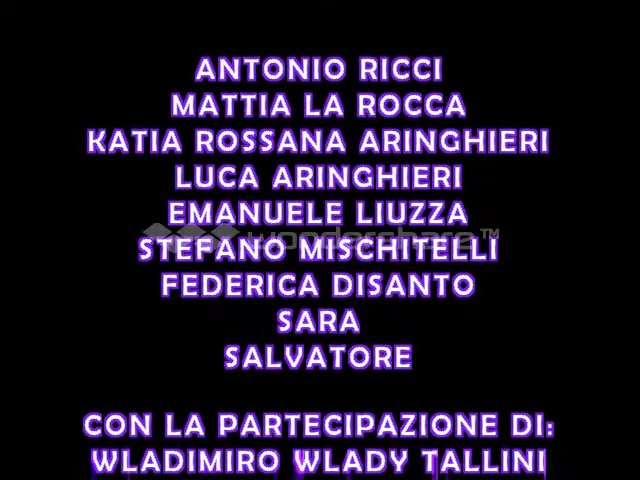 ANTONIO RICCI
MATTIA LA ROCCA
KATIA ROSSANA ARINGHIERI
LUCA ARINGHIERI
EMANUELE LIUZZA
wondershare™
STEFANO MISCHITELLI
FEDERICA DISANTO
SARA
SALVATORE
CON LA PARTECIPAZIONE DI:
WLADIMIRO WLADY TALLINI